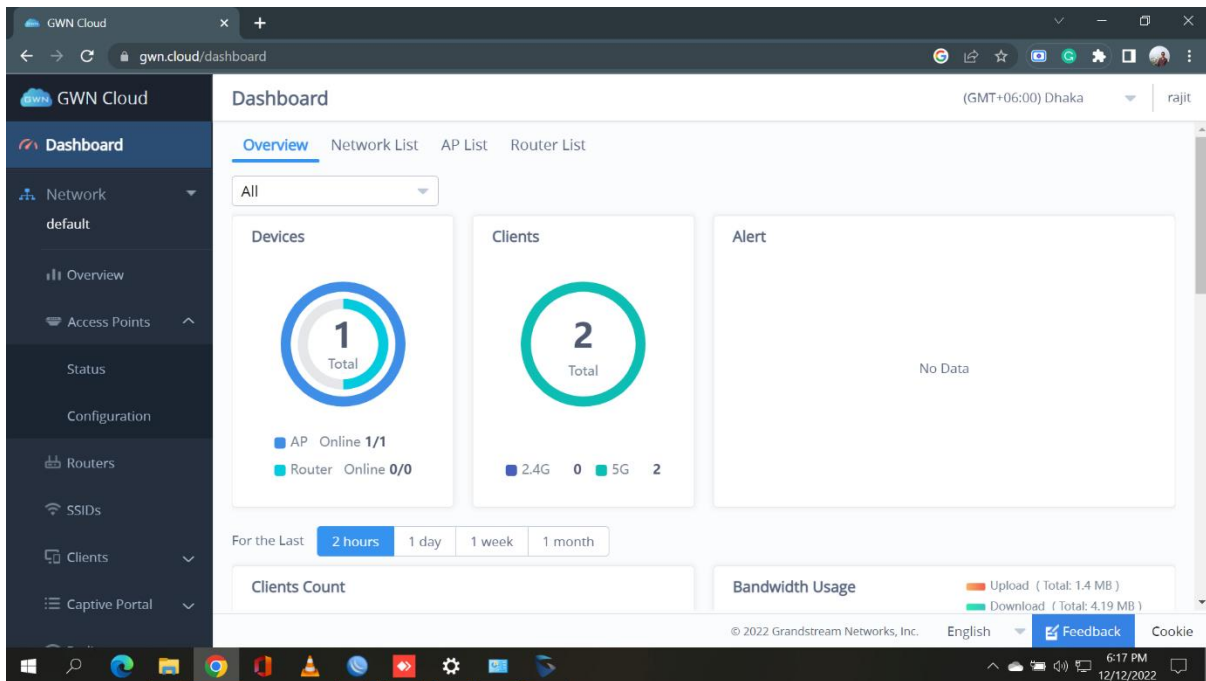 GWN Cloud
gwn.cloud/dashboard
GWN GWN Cloud
Dashboard
(GMT+06:00) Dhaka
rajit
Dashboard
Network
default
Overview
Access Points
Status
Configuration
Routers
SSIDs
Clients
Captive Portal
Overview Network List AP List Router List
All
Devices
1
Total
AP Online 1/1
Router Online 0/0
Clients
2
Total
2.4G 0 5G 2
Alert
No Data
For the Last 2 hours 1 day 1 week 1 month
Clients Count
Bandwidth Usage
Upload ( Total: 1.4 MB )
Download ( Total: 4.19 MB )
© 2022 Grandstream Networks, Inc. English Feedback Cookie
6:17 PM
12/12/2022